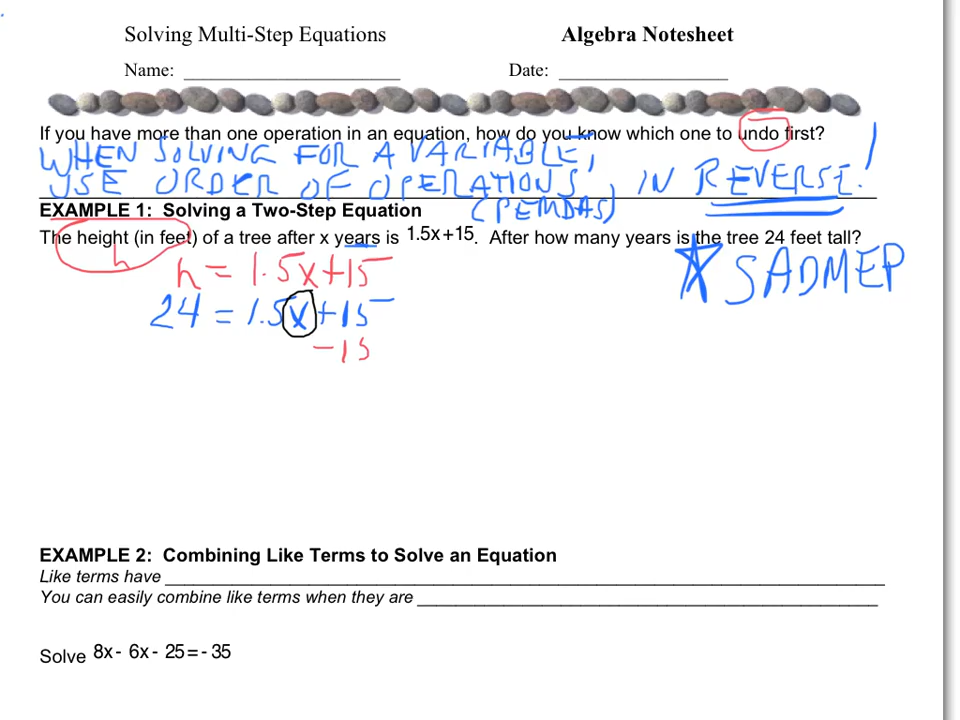 Solving Multi-Step Equations Algebra Notesheet
Name: ______________________ Date: _________________
If you have more than one operation in an equation, how do you know which one to undo first?
WHEN SOLVING FOR A VARIABLE,
USE ORDER OF OPERATIONS, IN REVERSE!
(PEMDAS)
EXAMPLE 1: Solving a Two-Step Equation
The height (in feet) of a tree after x years is 1.5x+15. After how many years is the tree 24 feet tall?
h
h = 1.5x+15
★ SADMEP
24 = 1.5x+15
-15
EXAMPLE 2: Combining Like Terms to Solve an Equation
Like terms have ______________________________
You can easily combine like terms when they are ______________________________
Solve 8x- 6x- 25=- 35